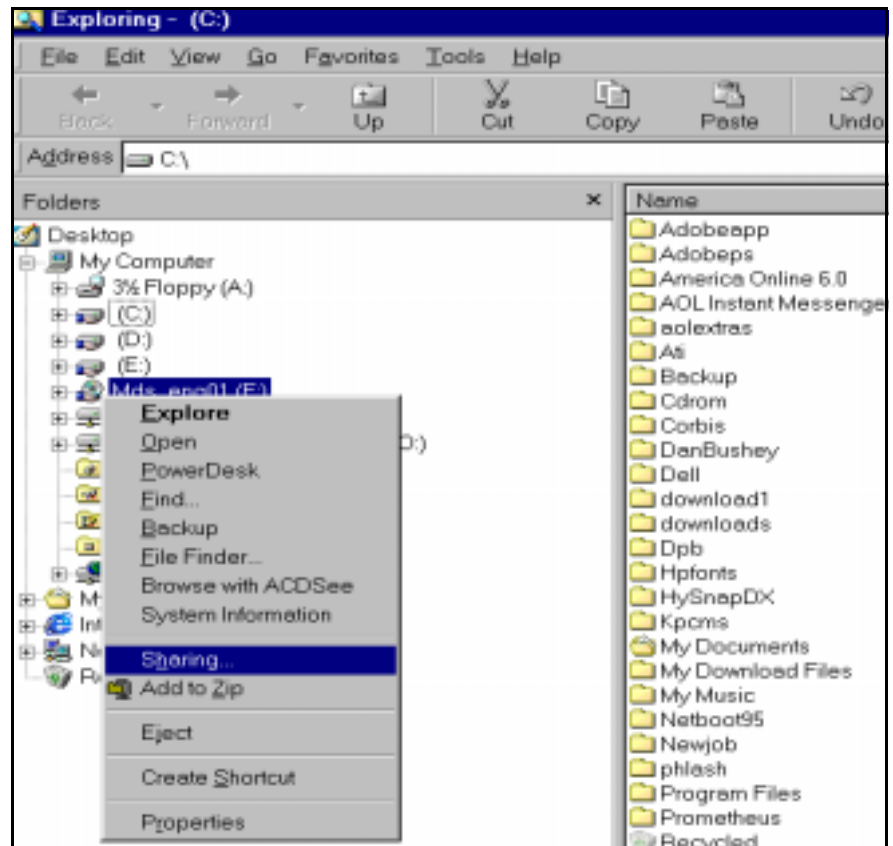 Exploring - (C:)
File Edit View Go Favorites Tools Help
Back Forward Up Cut Copy Paste Undo
Address C:\
Folders
Desktop
My Computer
3½ Floppy (A:)
(C:)
(D:)
(E:)
Mds_eng01 (F:)
Explore
Open
PowerDesk
Find...
Backup
File Finder...
Browse with ACDSee
System Information
Sharing...
Add to Zip
Eject
Create Shortcut
Properties
Name
Adobeapp
Adobeps
America Online 6.0
AOL Instant Messenge
aolextras
Ati
Backup
Cdrom
Corbis
DanBushey
Dell
download1
downloads
Dpb
Hpfonts
HySnapDX
Kpcms
My Documents
My Download Files
My Music
Netboot95
Newjob
phlash
Program Files
Prometheus
Recycled